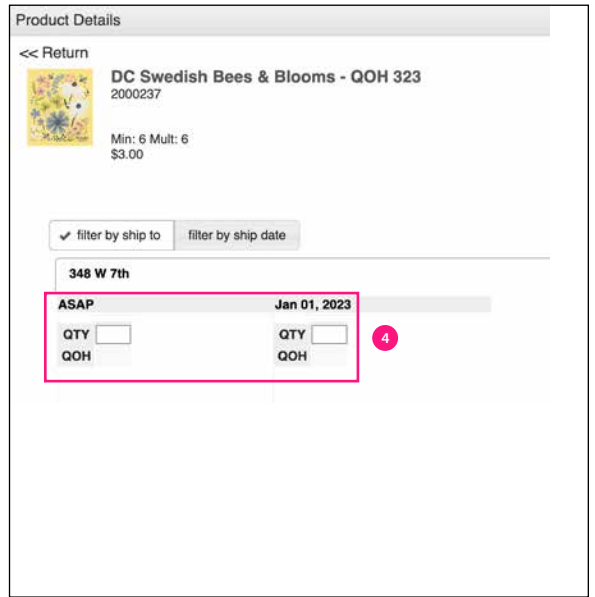 Product Details
<< Return
DC Swedish Bees & Blooms - QOH 323
2000237
Min: 6 Mult: 6
$3.00
✔ filter by ship to filter by ship date
348 W 7th
ASAP Jan 01, 2023
QTY QTY
4
QOH QOH